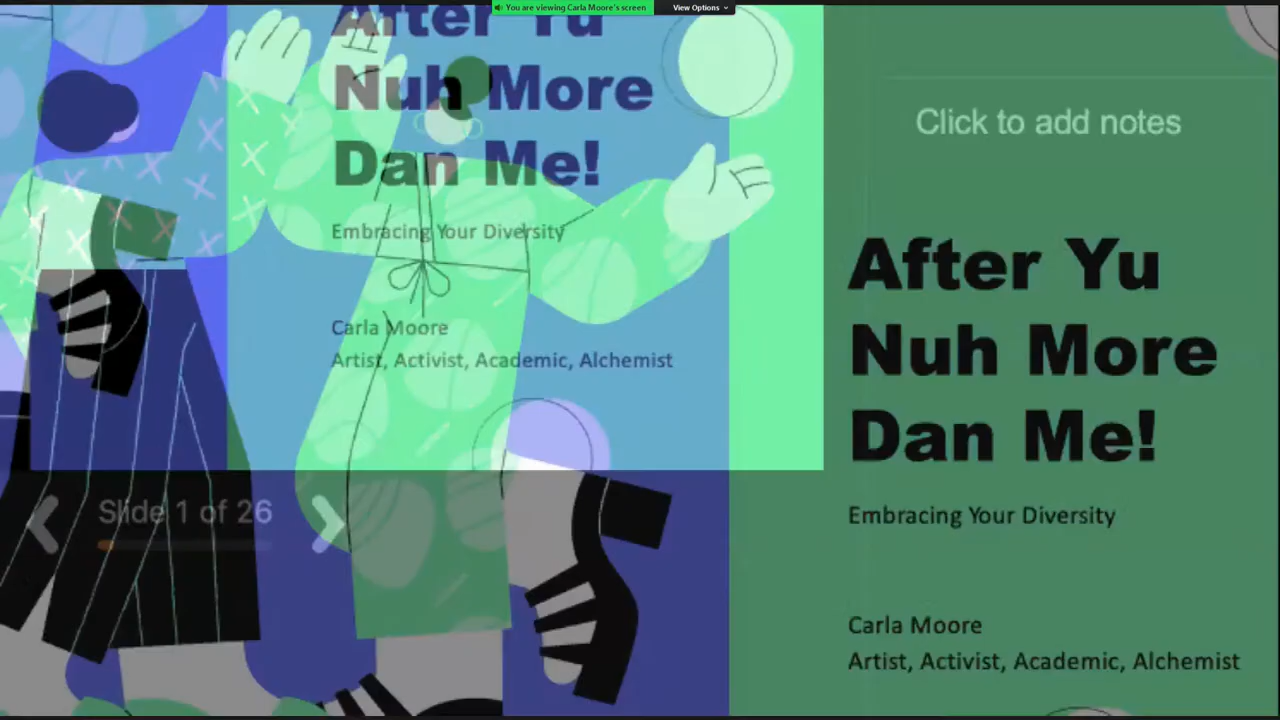 You are viewing Carla Moore's screen
View Options
After Yu
Nuh More
Dan Me!
Embracing Your Diversity
Carla Moore
Artist, Activist, Academic, Alchemist
Slide 1 of 26
Click to add notes
After Yu
Nuh More
Dan Me!
Embracing Your Diversity
Carla Moore
Artist, Activist, Academic, Alchemist